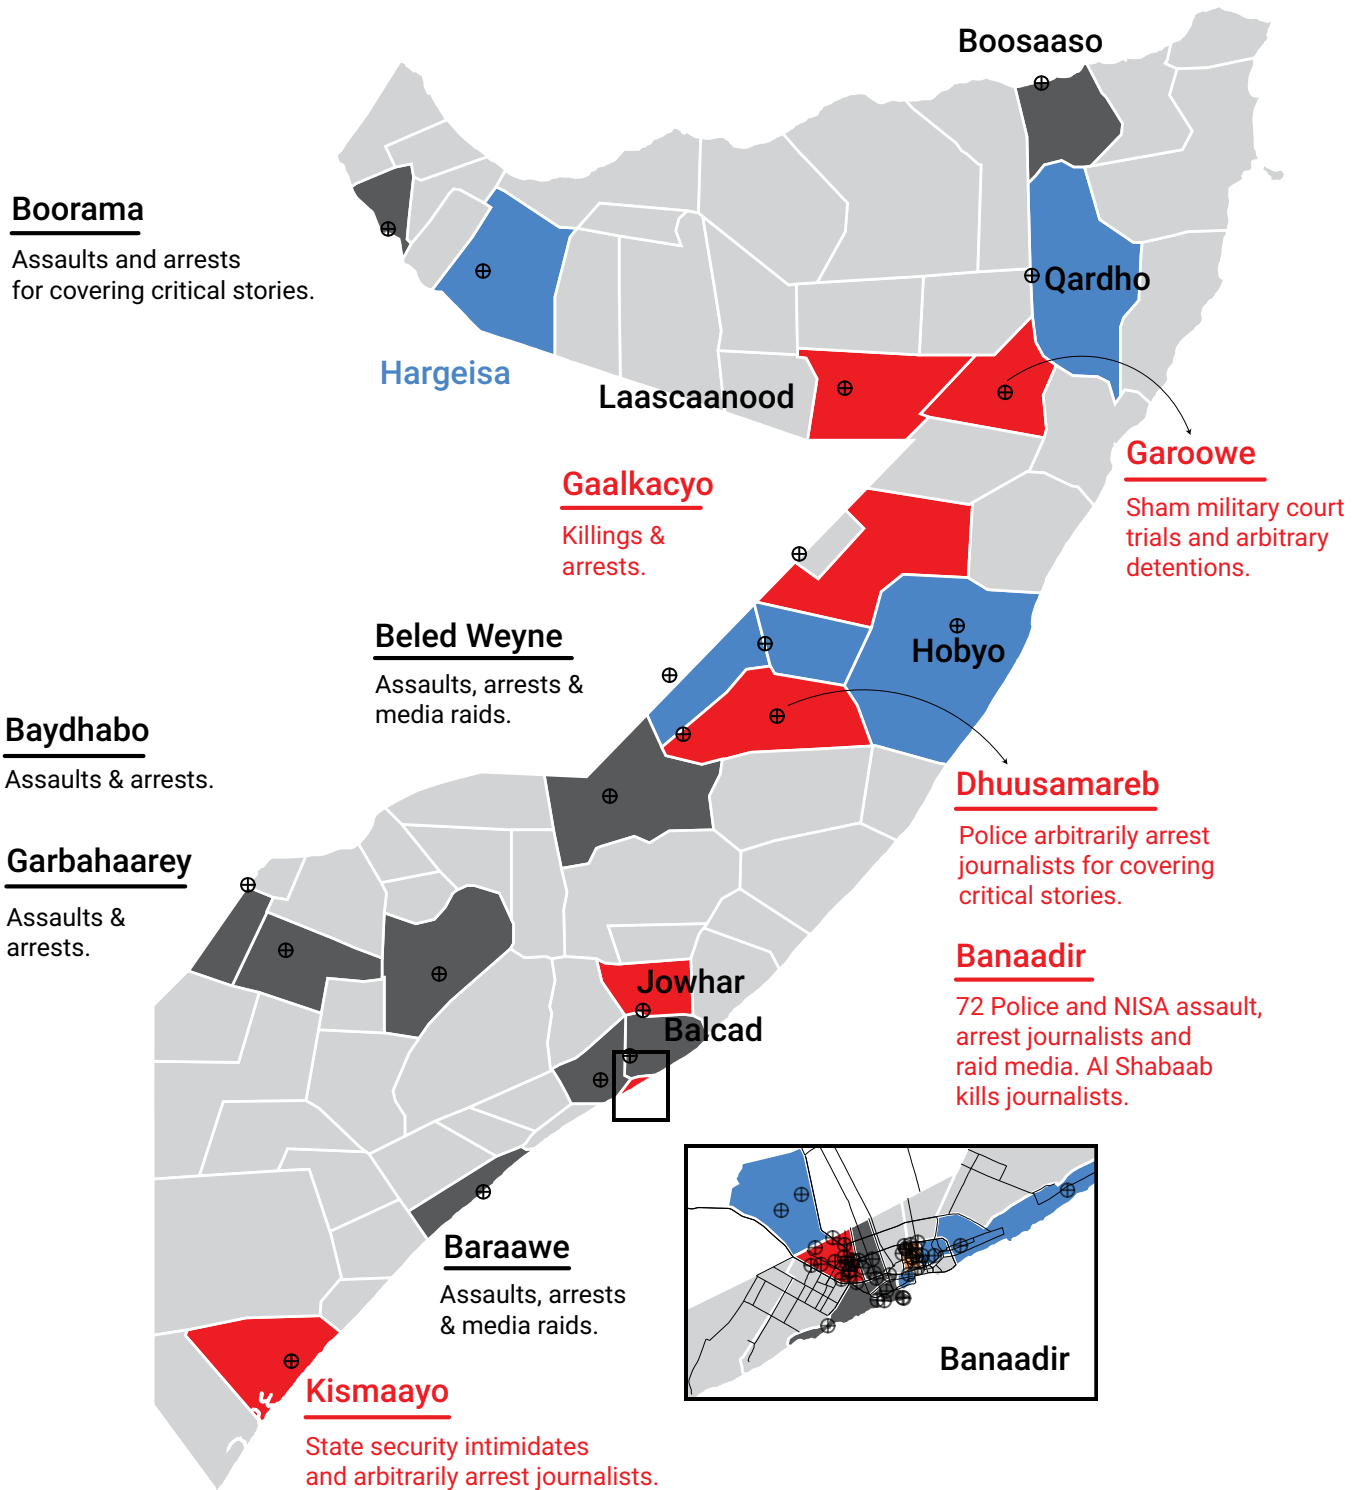 Boosaaso
Boorama
Assaults and arrests
for covering critical stories.
Qardho
Hargeisa
Laascaanood
Garoowe
Sham military court
trials and arbitrary
detentions.
Gaalkacyo
Killings &
arrests.
Beled Weyne
Assaults, arrests &
media raids.
Hobyo
Baydhabo
Assaults & arrests.
Dhuusamareb
Police arbitrarily arrest
journalists for covering
critical stories.
Garbahaarey
Assaults &
arrests.
Banaadir
72 Police and NISA assault,
arrest journalists and
raid media. Al Shabaab
kills journalists.
Jowhar
Balcad
Baraawe
Assaults, arrests
& media raids.
Banaadir
Kismaayo
State security intimidates
and arbitrarily arrest journalists.